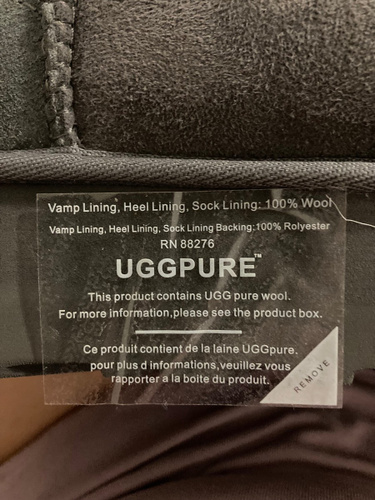 Vamp Lining, Heel Lining, Sock Lining: 100% Wool
Vamp Lining, Heel Lining, Sock Lining Backing:100% Rolyester
RN 88276
UGGPURE™
This product contains UGG pure wool.
For more information,please see the product box.
Ce produit contient de la laine UGGpure.
pour plus d informations,veuillez vous
rapporter a la boite du produit.
REMOVE